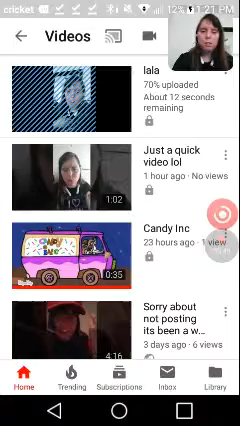 cricket 12% 1:21 PM
Videos
lala
70% uploaded
About 12 seconds
remaining
Just a quick
video lol
1 hour ago · No views
1:02
Candy Inc
23 hours ago · 1 view
0:35
Sorry about
not posting
its been a w...
3 days ago · 6 views
4:16
Home Trending Subscriptions Inbox Library